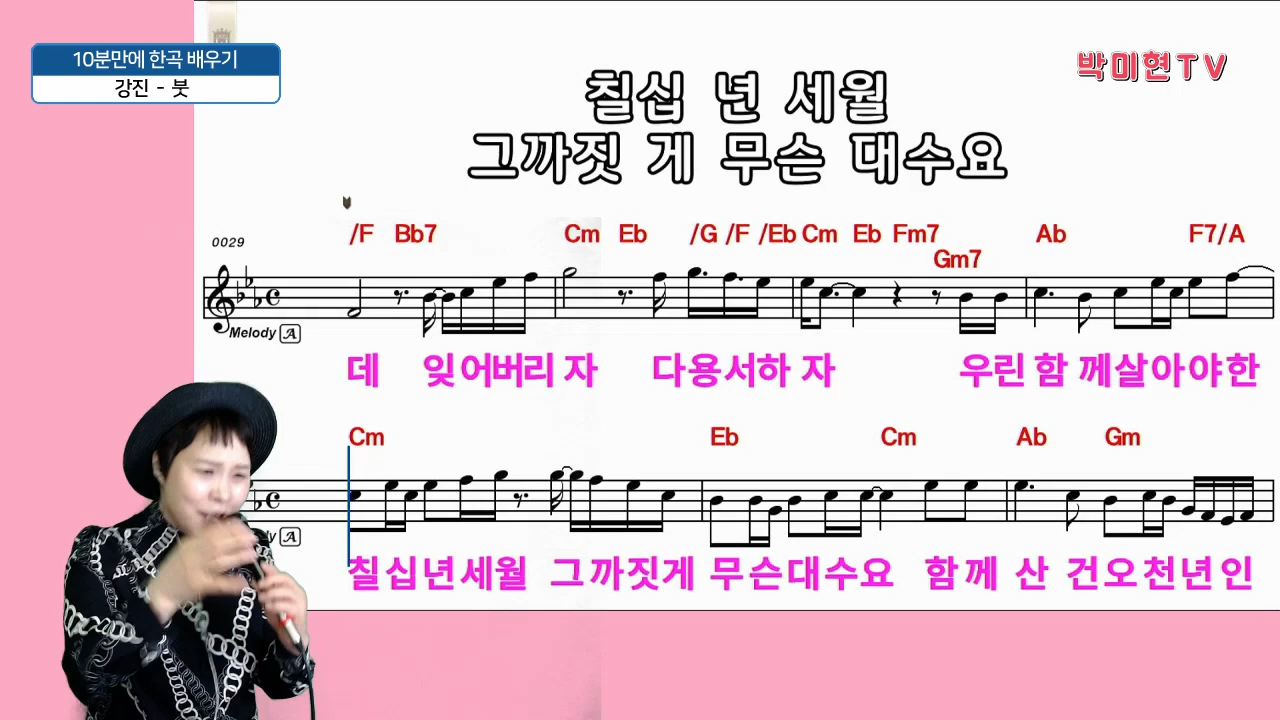 10분만에 한곡 배우기
강진 - 붓
박미현TV
칠십 년 세월
그까짓 게 무슨 대수요
/F Bb7 Cm Eb /G /F /Eb Cm Eb Fm7 Gm7 Ab F7/A
0029
Melody A
데 잊어버리자 다용서하자 우린 함께살아야한
Cm Eb Cm Ab Gm
dy A
칠십년세월 그까짓게 무슨대수요 함께 산 건오천년인